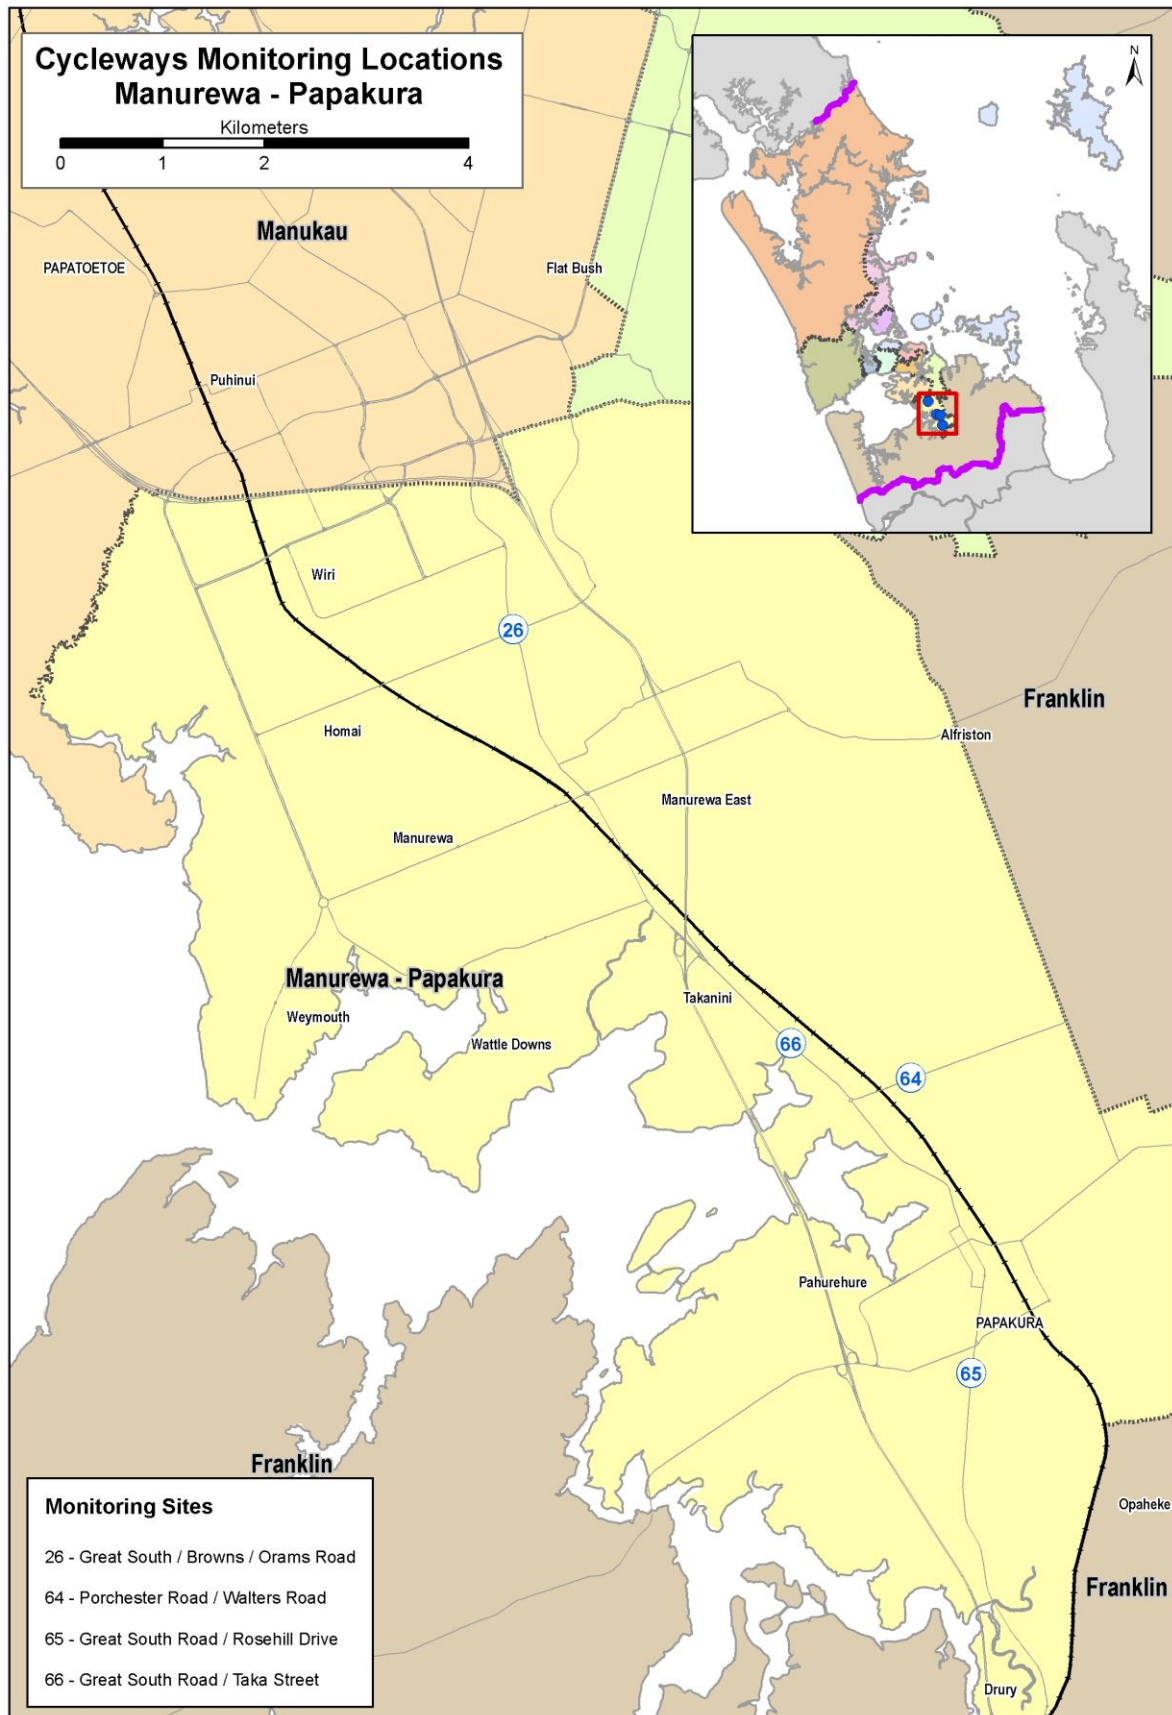 Cycleways Monitoring Locations
Manurewa - Papakura
Kilometers
0 1 2 4
N
Manukau
PAPATOETOE
Flat Bush
Puhinui
Wiri
26
Franklin
Homai
Alfriston
Manurewa East
Manurewa
Manurewa - Papakura
Takanini
Weymouth
Wattle Downs
66
64
Pahurehure
PAPAKURA
65
Franklin
Opaheke
Franklin
Drury
Monitoring Sites
26 - Great South / Browns / Orams Road
64 - Porchester Road / Walters Road
65 - Great South Road / Rosehill Drive
66 - Great South Road / Taka Street